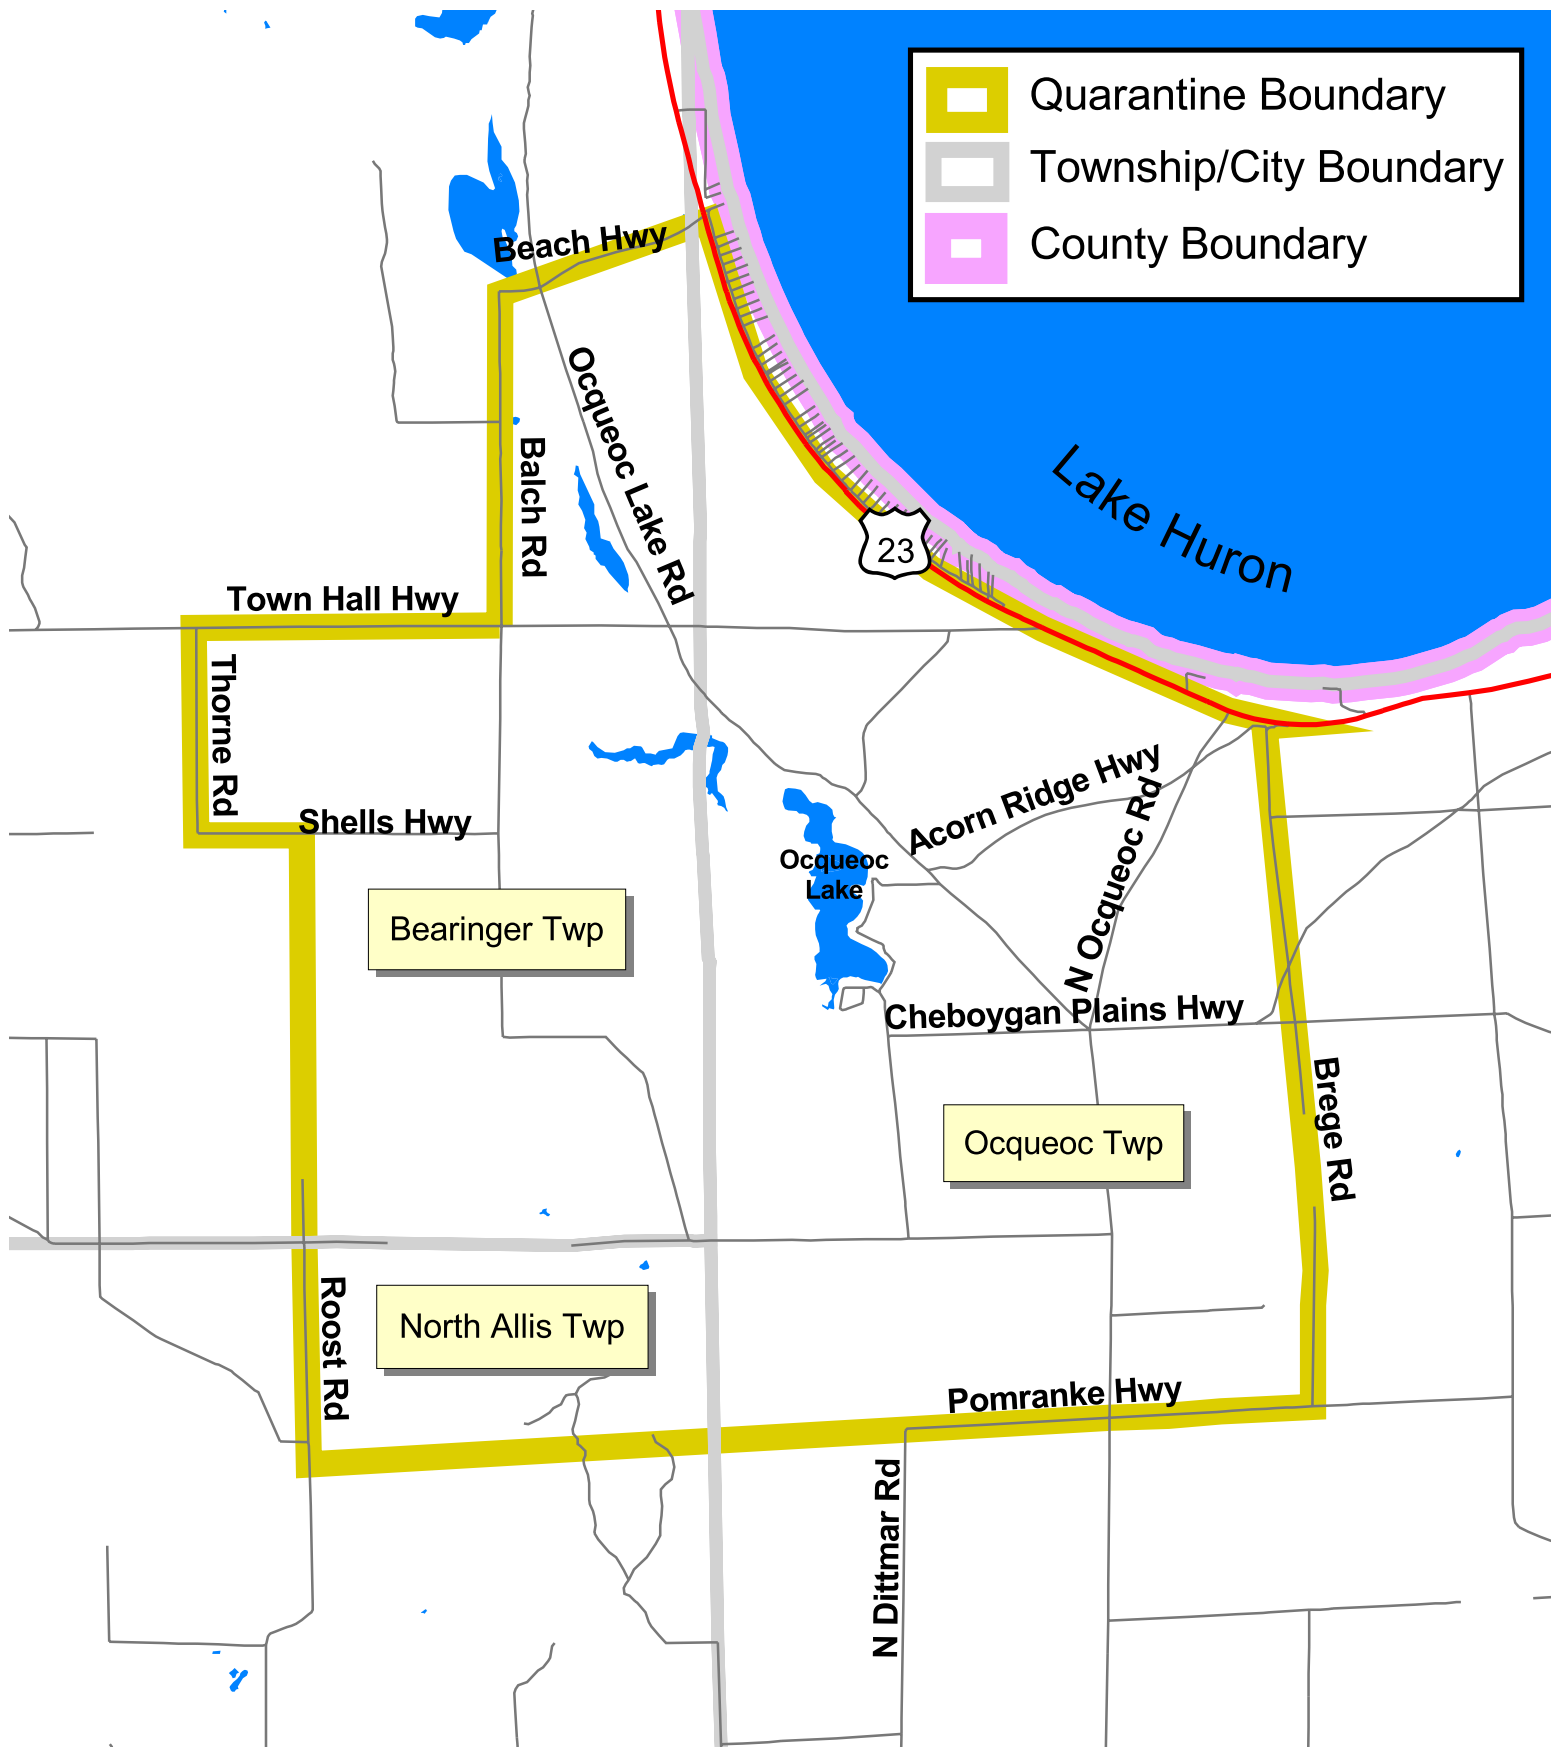 Quarantine Boundary
Township/City Boundary
County Boundary
Beach Hwy
Ocqueoc Lake Rd
Balch Rd
Lake Huron
23
Town Hall Hwy
Thorne Rd
Shells Hwy
Acorn Ridge Hwy
N Ocqueoc Rd
Ocqueoc
Lake
Bearinger Twp
Cheboygan Plains Hwy
Brege Rd
Ocqueoc Twp
Roost Rd
North Allis Twp
Pomranke Hwy
N Dittmar Rd